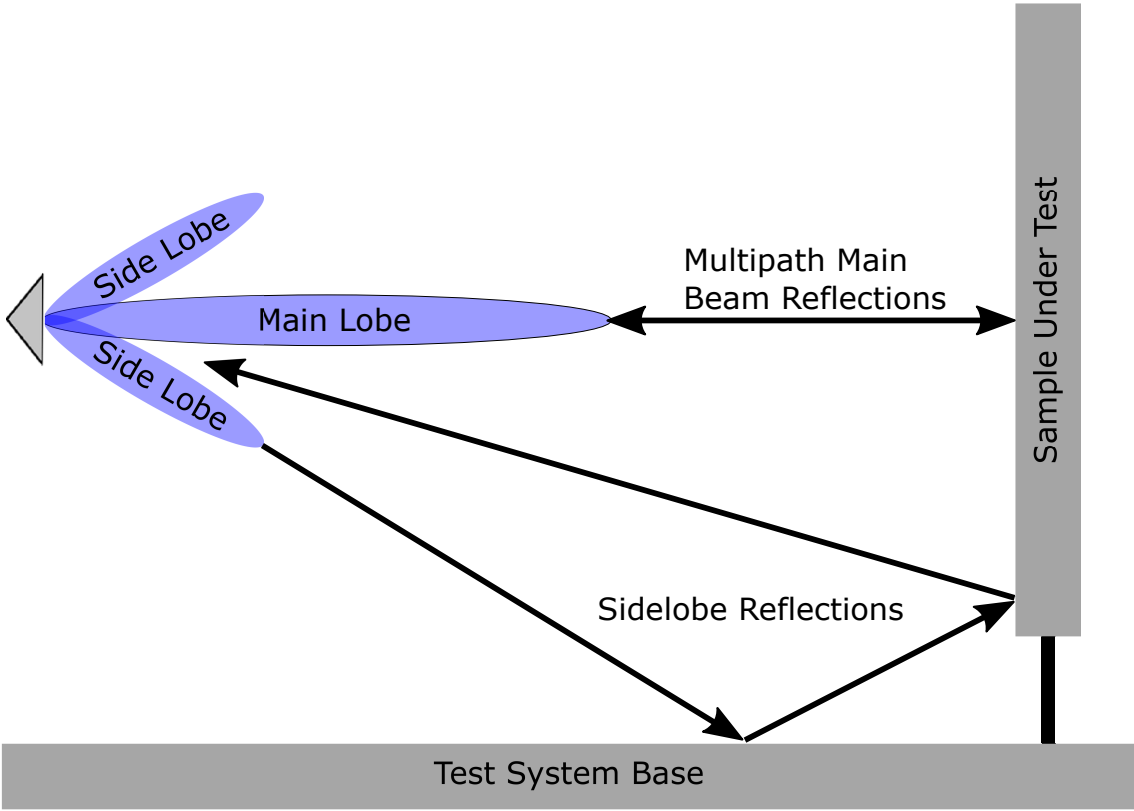 Side Lobe
Main Lobe
Side Lobe
Multipath Main
Beam Reflections
Sample Under Test
Sidelobe Reflections
Test System Base